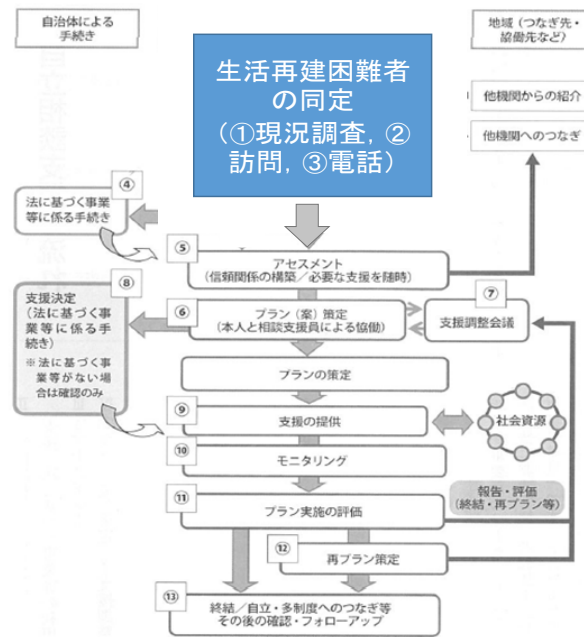 自治体による
手続き
地域（つなぎ先・
協働先など）
生活再建困難者
の同定
（①現況調査，②
訪問，③電話）
他機関からの紹介
他機関へのつなぎ
④
法に基づく事業
等に係る手続き
⑤
アセスメント
（信頼関係の構築／必要な支援を随時）
⑧
支援決定
（法に基づく事
業等に係る手
続き）
※法に基づく事
業等がない場
合は確認のみ
⑥
プラン（案）策定
（本人と相談支援員による協働）
⑦
支援調整会議
プランの策定
⑨
支援の提供
社会資源
⑩
モニタリング
⑪
プラン実施の評価
報告・評価
（終結・再プラン等）
⑫
再プラン策定
⑬
終結／自立・多制度へのつなぎ等
その後の確認・フォローアップ